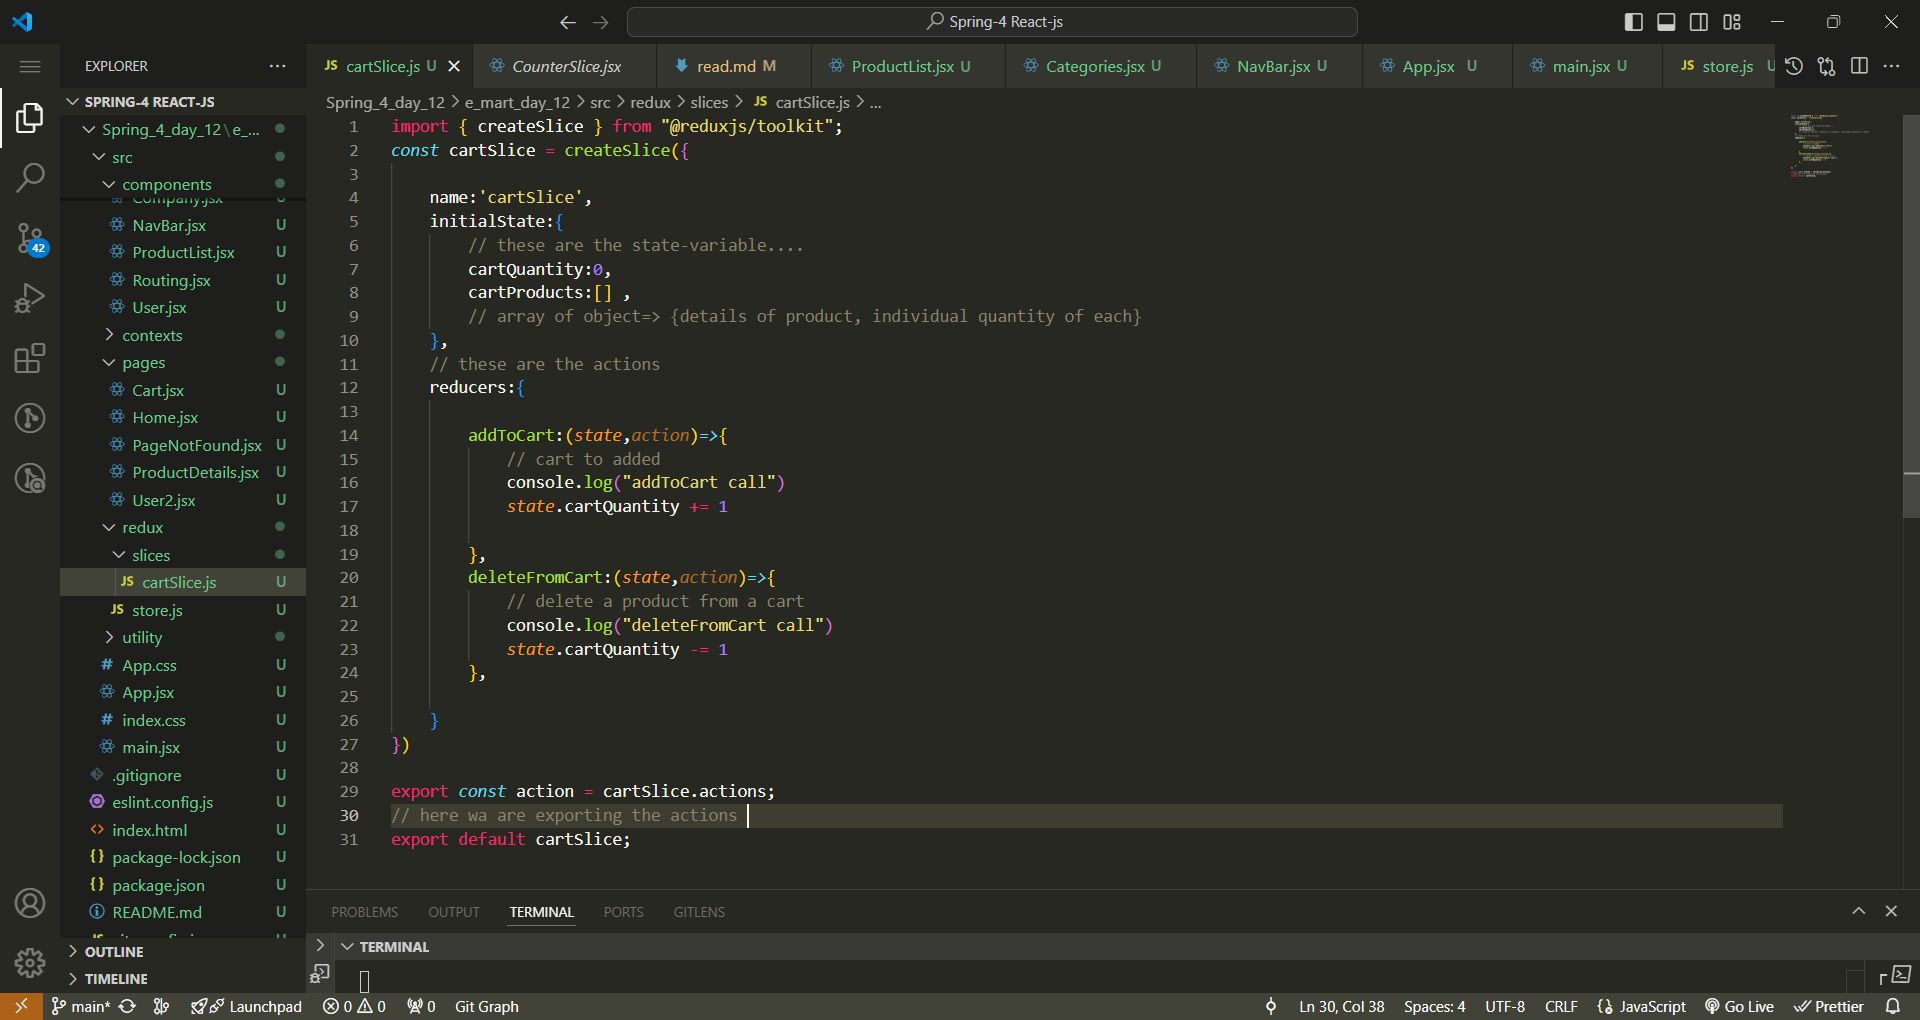 Spring-4 React-js
EXPLORER
SPRING-4 REACT-JS
Spring_4_day_12\e_...
src
components
Company.jsx U
NavBar.jsx U
ProductList.jsx U
Routing.jsx U
User.jsx U
contexts
pages
Cart.jsx U
Home.jsx U
PageNotFound.jsx U
ProductDetails.jsx U
User2.jsx U
redux
slices
JS cartSlice.js U
JS store.js U
utility
# App.css U
App.jsx U
# index.css U
main.jsx U
.gitignore U
eslint.config.js U
<> index.html U
{} package-lock.json U
{} package.json U
README.md U
OUTLINE
TIMELINE
42
JS cartSlice.js U
CounterSlice.jsx
read.md M
ProductList.jsx U
Categories.jsx U
NavBar.jsx U
App.jsx U
main.jsx U
JS store.js U
Spring_4_day_12 > e_mart_day_12 > src > redux > slices > JS cartSlice.js > ...
1 import { createSlice } from "@reduxjs/toolkit";
2 const cartSlice = createSlice({
3
4 name:'cartSlice',
5 initialState:{
6 // these are the state-variable....
7 cartQuantity:0,
8 cartProducts:[] ,
9 // array of object=> {details of product, individual quantity of each}
10 },
11 // these are the actions
12 reducers:{
13
14 addToCart:(state,action)=>{
15 // cart to added
16 console.log("addToCart call")
17 state.cartQuantity += 1
18
19 },
20 deleteFromCart:(state,action)=>{
21 // delete a product from a cart
22 console.log("deleteFromCart call")
23 state.cartQuantity -= 1
24 },
25
26 }
27 })
28
29 export const action = cartSlice.actions;
30 // here wa are exporting the actions
31 export default cartSlice;
PROBLEMS OUTPUT TERMINAL PORTS GITLENS
TERMINAL
main* Launchpad 0 0 0 Git Graph
Ln 30, Col 38 Spaces: 4 UTF-8 CRLF {} JavaScript Go Live Prettier